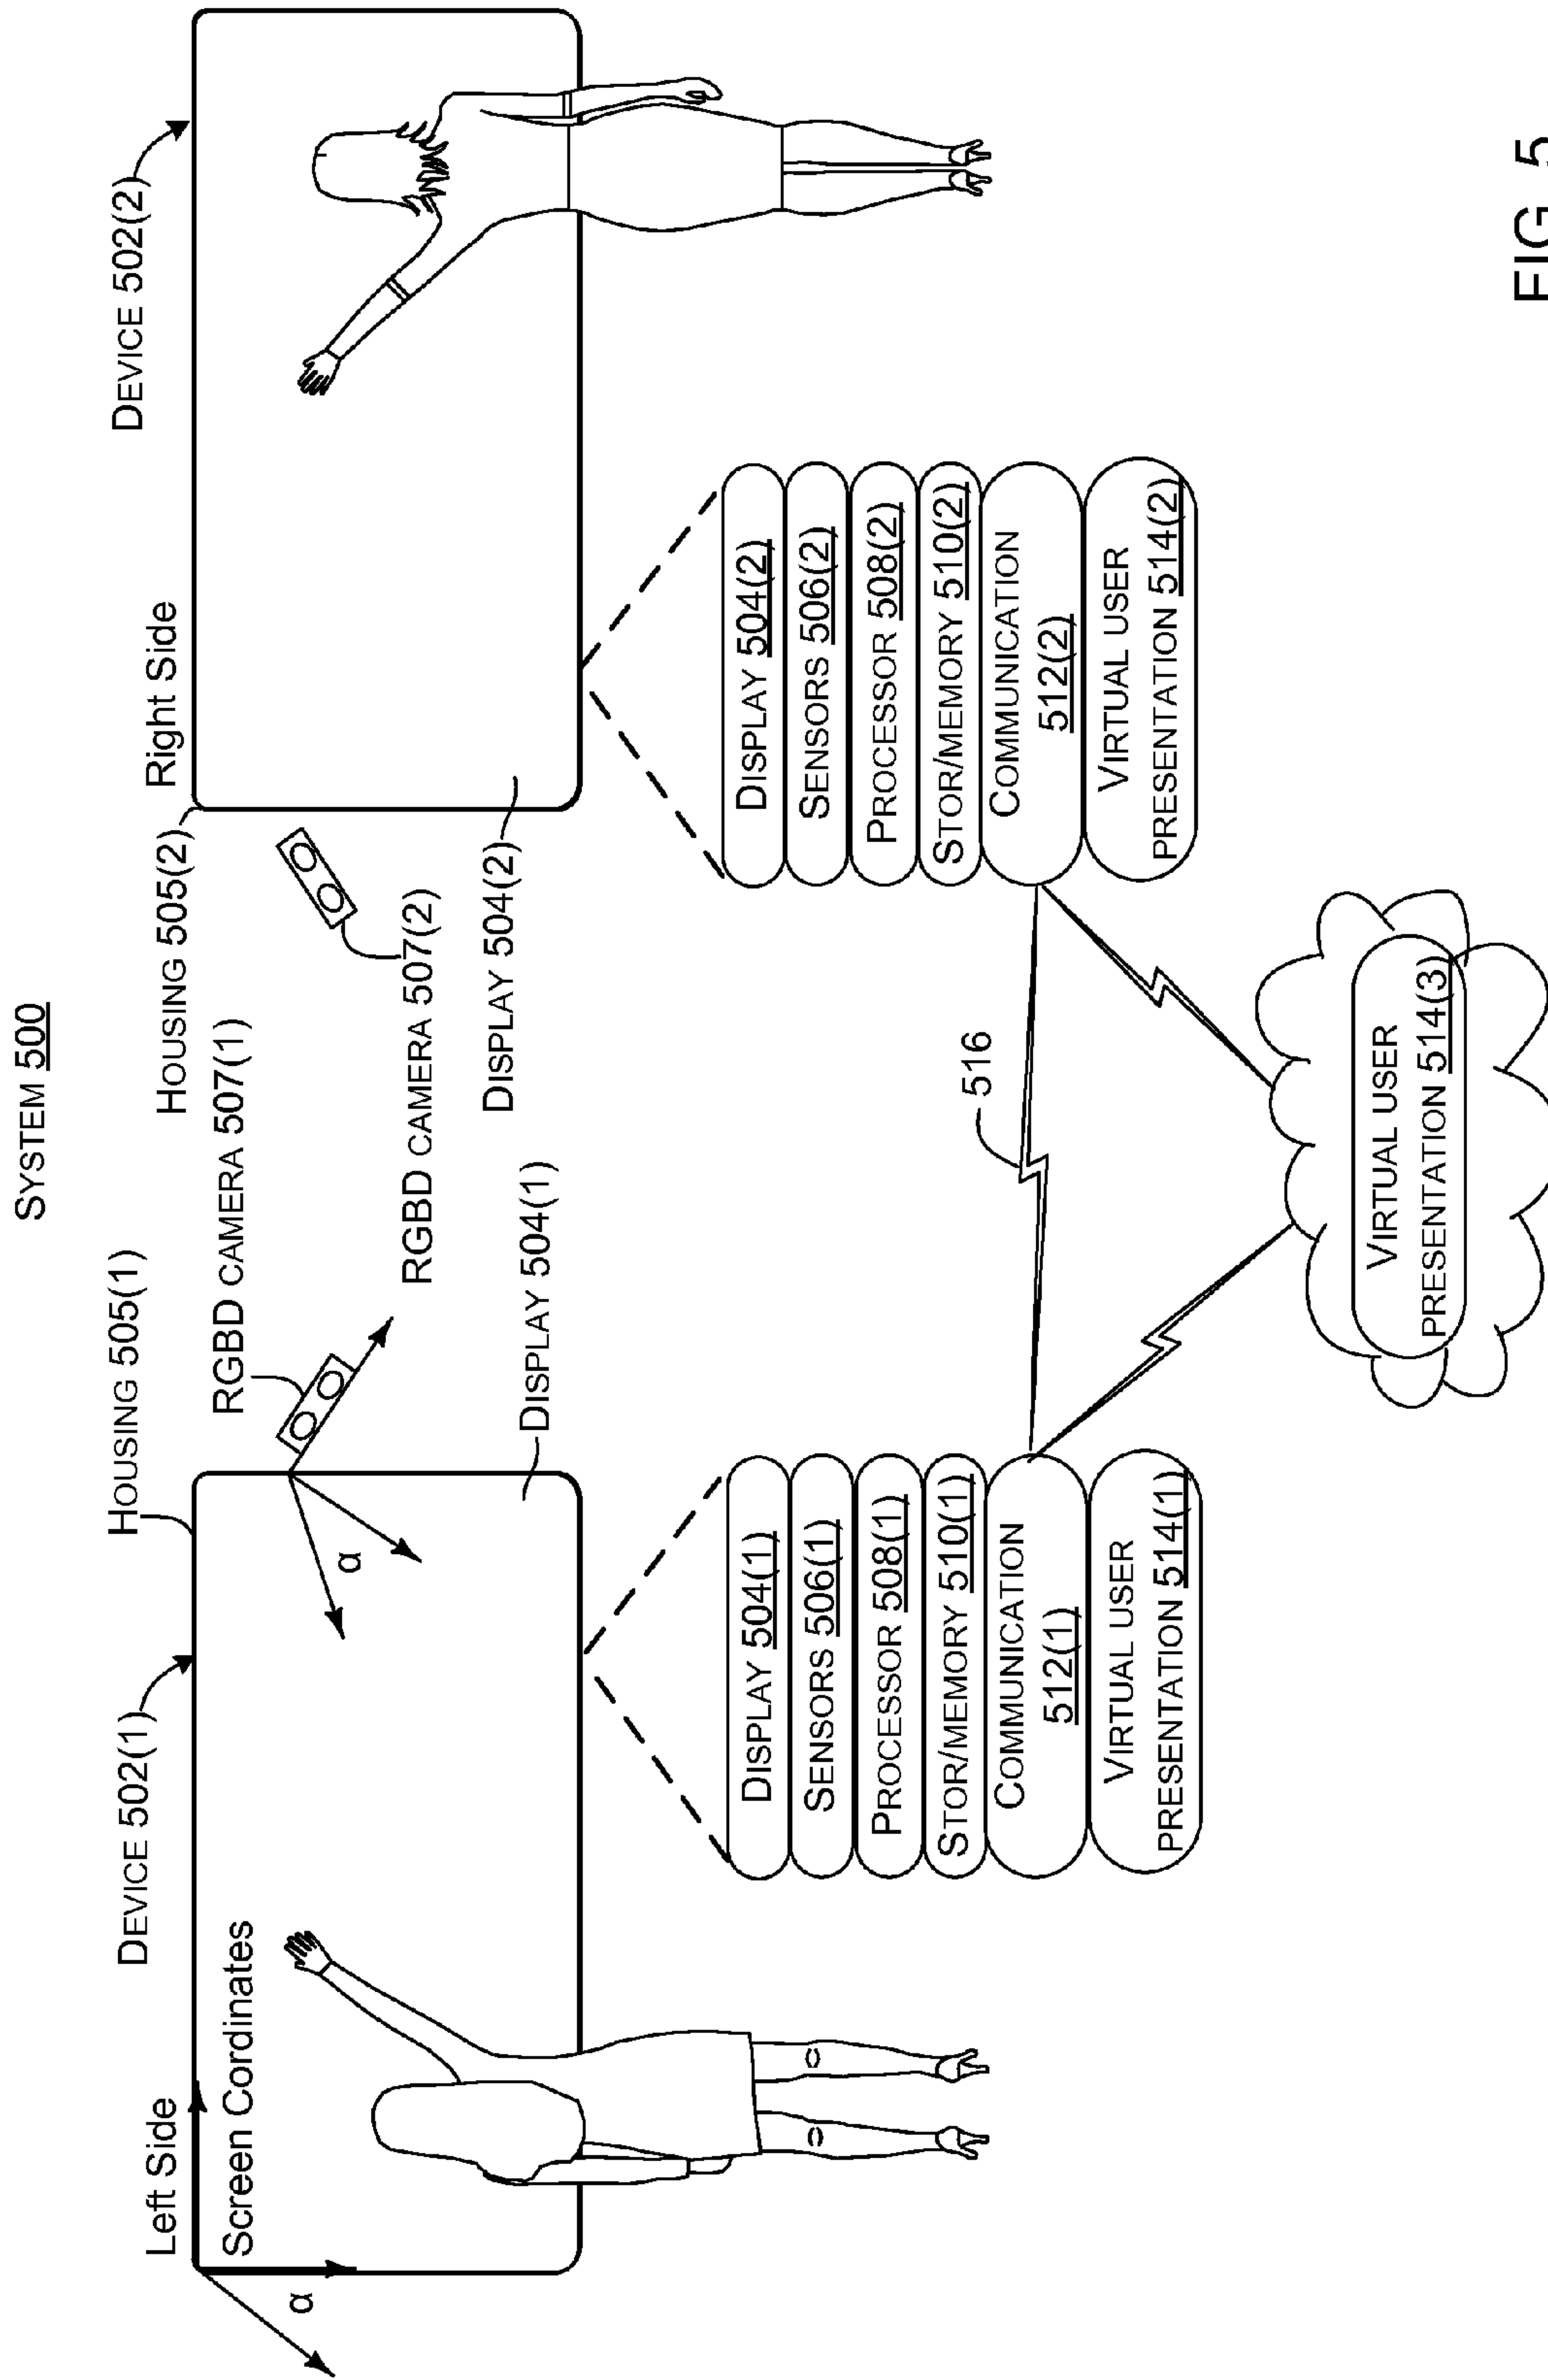 SYSTEM 500
DEVICE 502(1)
HOUSING 505(1)
HOUSING 505(2)
DEVICE 502(2)
Left Side
Right Side
Screen Cordinates
RGBD CAMERA 507(1)
RGBD CAMERA 507(2)
α
α
DISPLAY 504(1)
DISPLAY 504(2)
DISPLAY 504(1)
SENSORS 506(1)
PROCESSOR 508(1)
STOR/MEMORY 510(1)
COMMUNICATION
512(1)
VIRTUAL USER
PRESENTATION 514(1)
516
DISPLAY 504(2)
SENSORS 506(2)
PROCESSOR 508(2)
STOR/MEMORY 510(2)
COMMUNICATION
512(2)
VIRTUAL USER
PRESENTATION 514(2)
VIRTUAL USER
PRESENTATION 514(3)
FIG. 5